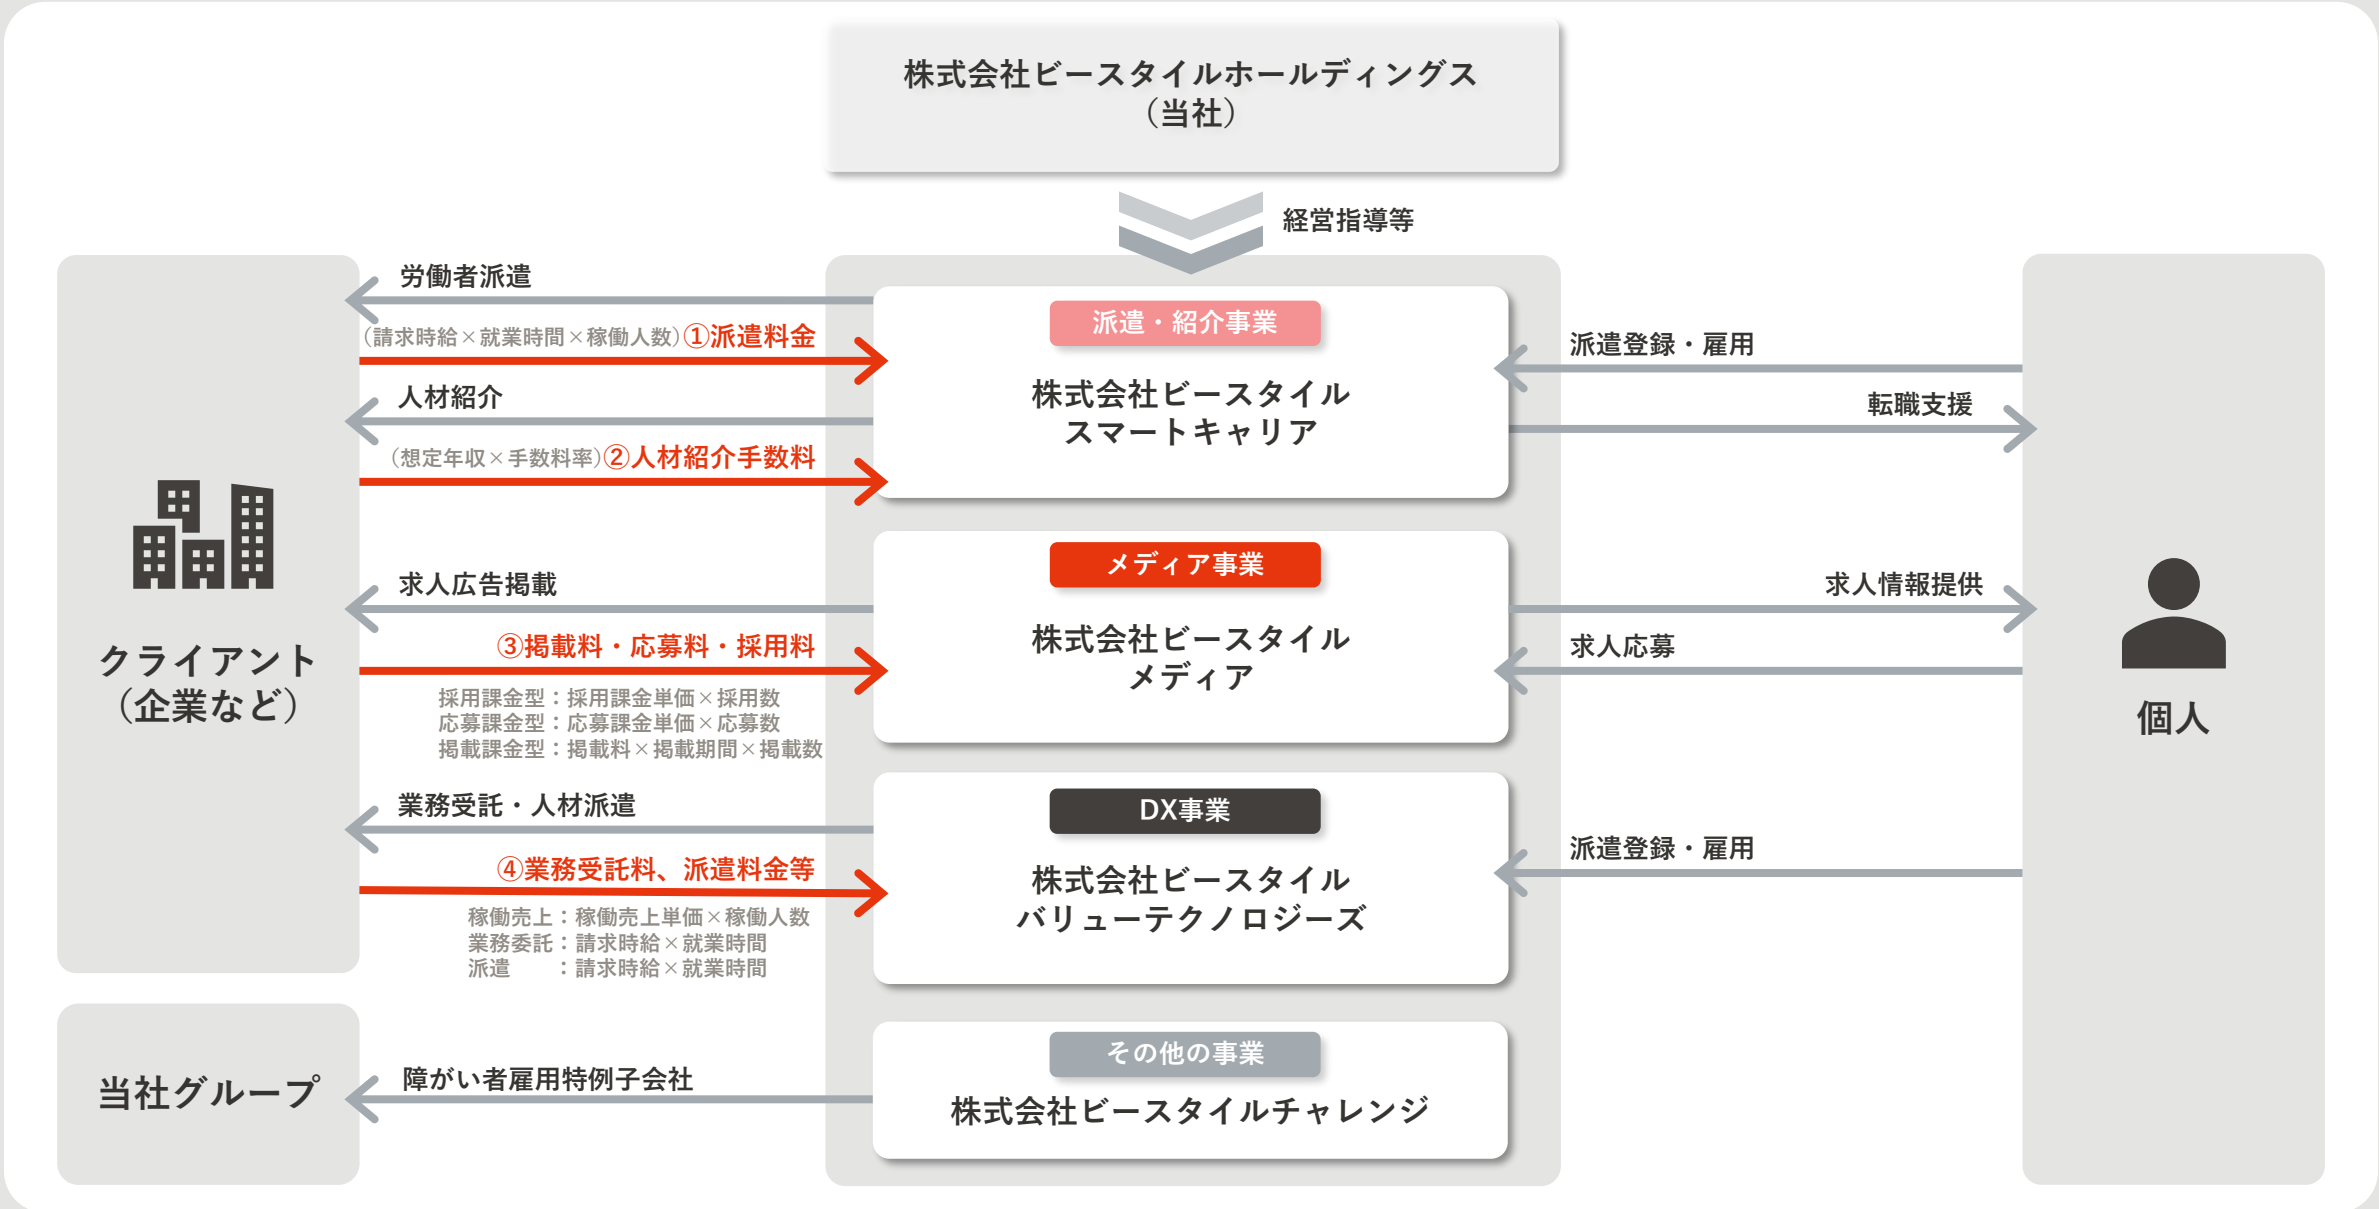 株式会社ビースタイルホールディングス
（当社）
経営指導等
労働者派遣
（請求時給×就業時間×稼働人数）①派遣料金
人材紹介
（想定年収×手数料率）②人材紹介手数料
求人広告掲載
③掲載料・応募料・採用料
採用課金型：採用課金単価×採用数
応募課金型：応募課金単価×応募数
掲載課金型：掲載料×掲載期間×掲載数
業務受託・人材派遣
④業務受託料、派遣料金等
稼働売上：稼働売上単価×稼働人数
業務委託：請求時給×就業時間
派遣　　：請求時給×就業時間
障がい者雇用特例子会社
クライアント
（企業など）
当社グループ
派遣・紹介事業
株式会社ビースタイル
スマートキャリア
メディア事業
株式会社ビースタイル
メディア
DX事業
株式会社ビースタイル
バリューテクノロジーズ
その他の事業
株式会社ビースタイルチャレンジ
派遣登録・雇用
転職支援
求人情報提供
求人応募
派遣登録・雇用
個人